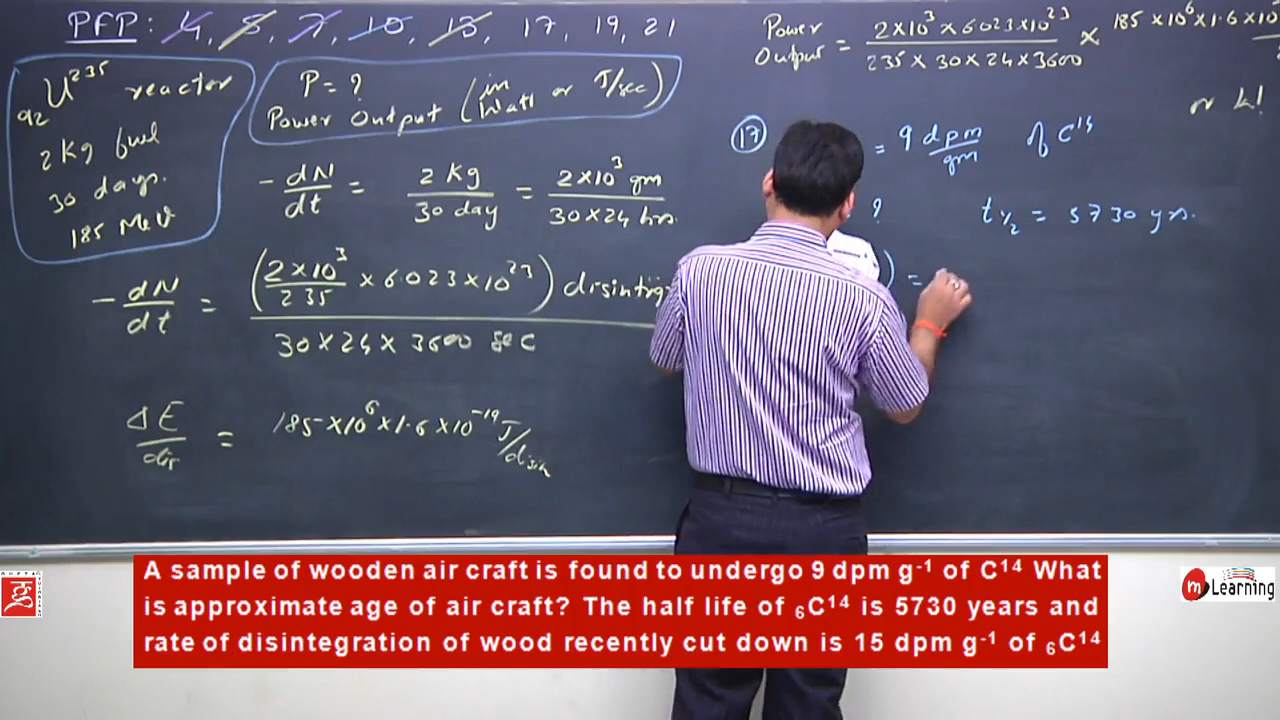 PFP : 4, 5, 7, 10, 13, 17, 19, 21
92 U²³⁵ reactor
2 Kg fuel
30 days.
185 MeV
P = ?
Power Output (in Watt or J/sec)
- dN/dt = 2 Kg / 30 day = 2×10³ gm / 30×24 hrs.
- dN/dt = (2×10³/235 × 6.023×10²³) disintig / 30×24×3600 sec
ΔE/dis = 185×10⁶×1.6×10⁻¹⁹ J/disin
Power Output = 2×10³×6.023×10²³ / 235×30×24×3600 × 185×10⁶×1.6×10
(17) = 9 dpm/gm of C¹⁴
? t½ = 5730 yrs.
) =
A sample of wooden air craft is found to undergo 9 dpm g⁻¹ of C¹⁴ What
is approximate age of air craft? The half life of ₆C¹⁴ is 5730 years and
rate of disintegration of wood recently cut down is 15 dpm g⁻¹ of ₆C¹⁴
m Learning